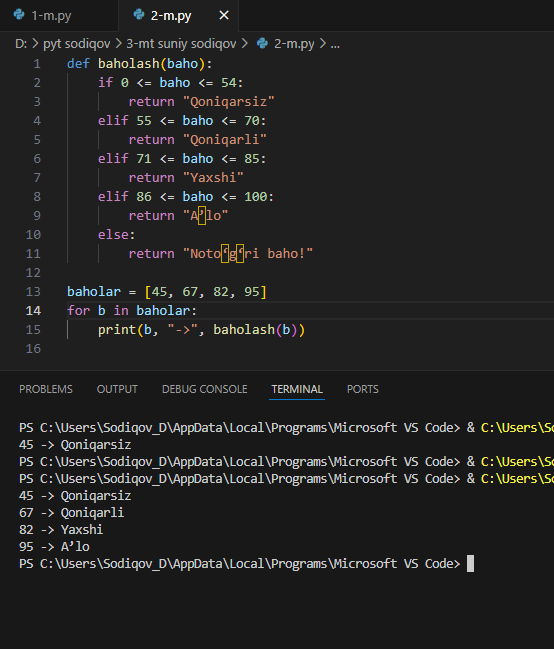 1-m.py
2-m.py
D: > pyt sodiqov > 3-mt suniy sodiqov > 2-m.py > ...
1 def baholash(baho):
2     if 0 <= baho <= 54:
3         return "Qoniqarsiz"
4     elif 55 <= baho <= 70:
5         return "Qoniqarli"
6     elif 71 <= baho <= 85:
7         return "Yaxshi"
8     elif 86 <= baho <= 100:
9         return "A’lo"
10     else:
11         return "Noto‘g‘ri baho!"
12
13 baholar = [45, 67, 82, 95]
14 for b in baholar:
15     print(b, "->", baholash(b))
16
PROBLEMS OUTPUT DEBUG CONSOLE TERMINAL PORTS
PS C:\Users\Sodiqov_D\AppData\Local\Programs\Microsoft VS Code> & C:\Users\So
45 -> Qoniqarsiz
PS C:\Users\Sodiqov_D\AppData\Local\Programs\Microsoft VS Code> & C:\Users\So
PS C:\Users\Sodiqov_D\AppData\Local\Programs\Microsoft VS Code> & C:\Users\So
45 -> Qoniqarsiz
67 -> Qoniqarli
82 -> Yaxshi
95 -> A’lo
PS C:\Users\Sodiqov_D\AppData\Local\Programs\Microsoft VS Code>